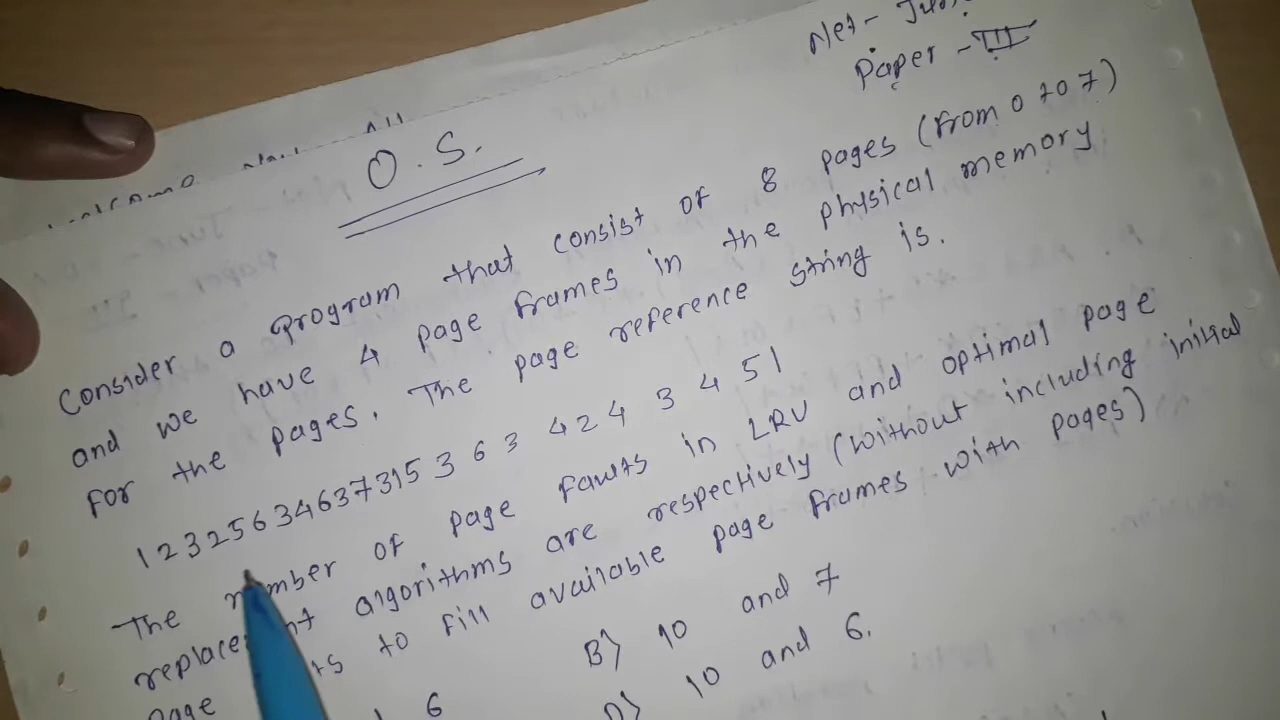 Net- Jun
Paper - III
O.S.
Consider a program that consist of 8 pages (from 0 to 7)
and we have 4 page frames in the physical memory
for the pages. The page reference string is.
1 2 3 2 5 6 3 4 6 3 7 3 1 5 3 6 3 4 2 4 3 4 5 1
The number of page faults in LRU and optimal page
replacement algorithms are respectively (without including initial
page ts to fill available page frames with pages)
6
B) 10 and 7
D) 10 and 6.